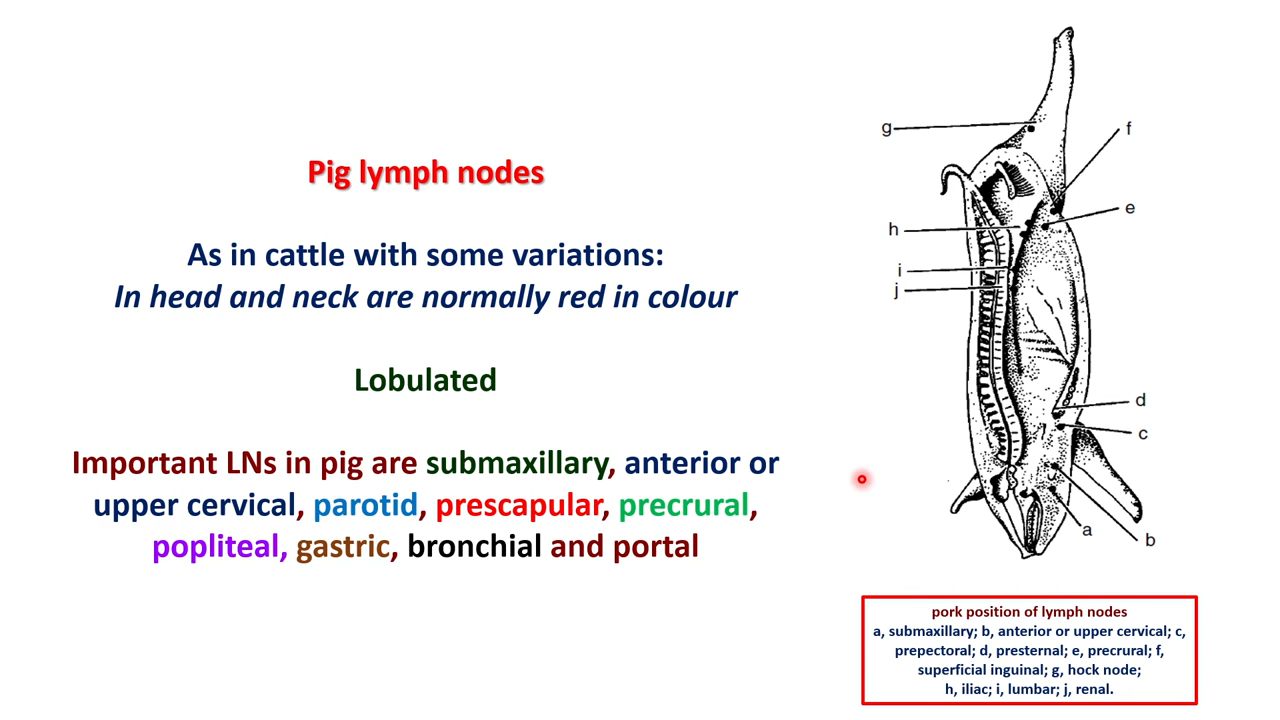 Pig lymph nodes
As in cattle with some variations:
In head and neck are normally red in colour
Lobulated
Important LNs in pig are submaxillary, anterior or
upper cervical, parotid, prescapular, precrural,
popliteal, gastric, bronchial and portal
g
f
e
h
i
j
d
c
a
b
pork position of lymph nodes
a, submaxillary; b, anterior or upper cervical; c,
prepectoral; d, presternal; e, precrural; f,
superficial inguinal; g, hock node;
h, iliac; i, lumbar; j, renal.